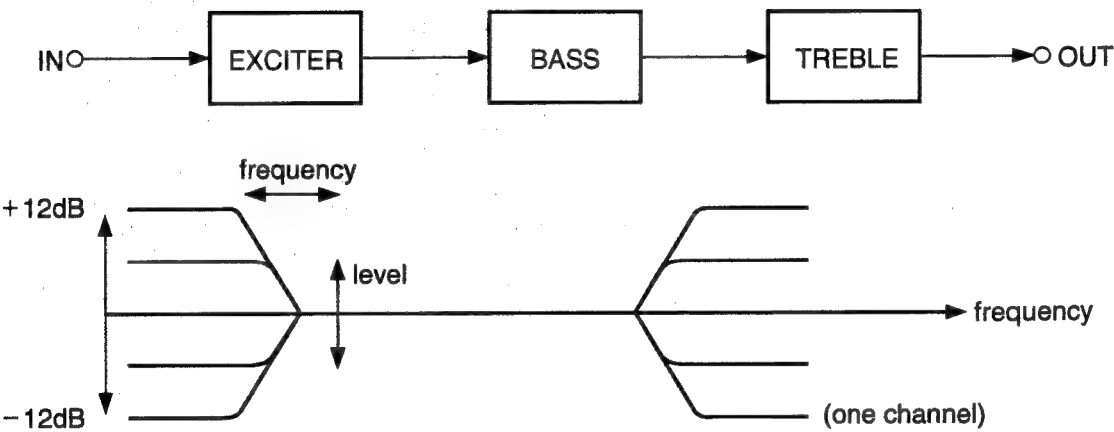 IN EXCITER BASS TREBLE OUT
frequency
+12dB
level
frequency
−12dB
(one channel)